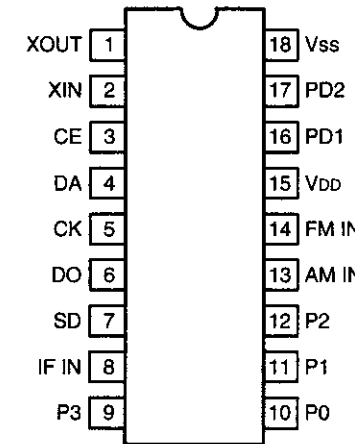 XOUT 1 18 Vss
XIN 2 17 PD2
CE 3 16 PD1
DA 4 15 VDD
CK 5 14 FM IN
DO 6 13 AM IN
SD 7 12 P2
IF IN 8 11 P1
P3 9 10 P0